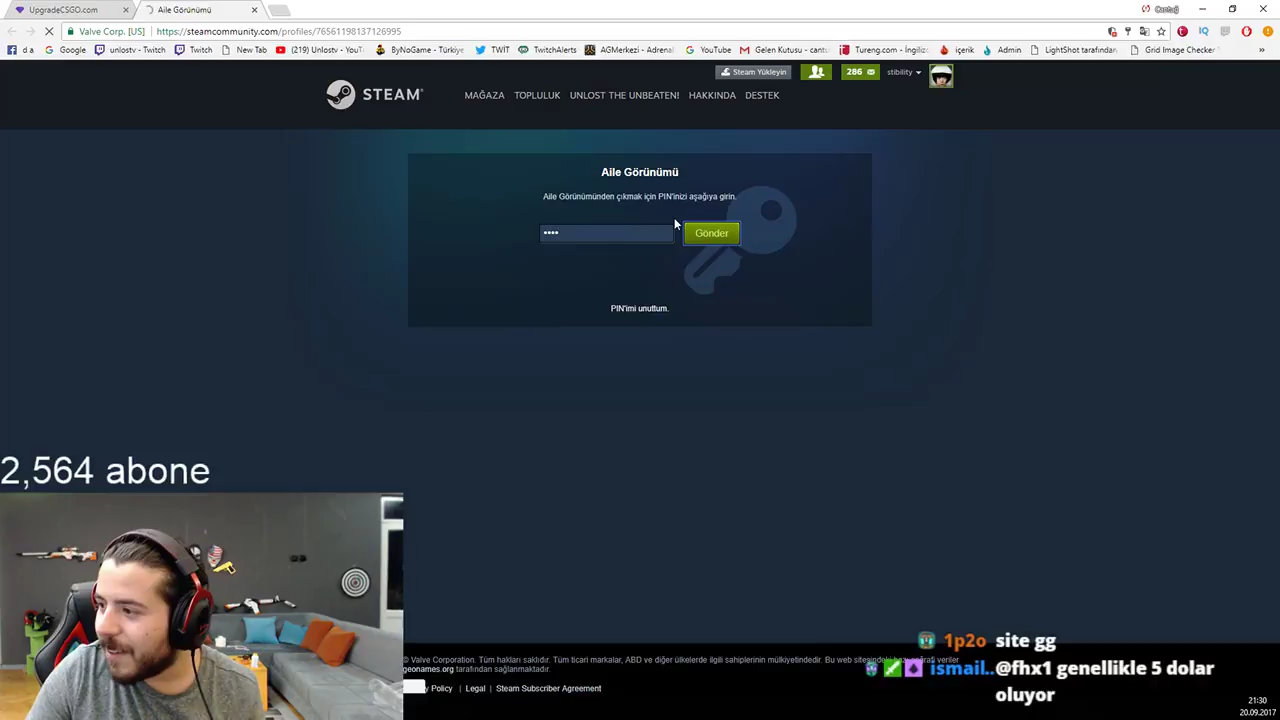 UpgradeCSGO.com
Aile Görünümü
Cantağ
Valve Corp. [US]
https://steamcommunity.com/profiles/76561198137126995
d a
Google
unlostv - Twitch
Twitch
New Tab
(219) Unlostv - YouT
ByNoGame - Türkiye
TWİT
TwitchAlerts
AGMerkezi - Adrenal
YouTube
Gelen Kutusu - cantu
Tureng.com - İngiliz
içerik
Admin
LightShot tarafından
Grid Image Checker
Steam Yükleyin
286
stibility
STEAM
MAĞAZA TOPLULUK UNLOST THE UNBEATEN! HAKKINDA DESTEK
Aile Görünümü
Aile Görünümünden çıkmak için PIN'inizi aşağıya girin.
Gönder
PIN'imi unuttum.
2,564 abone
1p2o site gg
ismail.. @fhx1 genellikle 5 dolar
oluyor
© Valve Corporation. Tüm hakları saklıdır. Tüm ticari markalar, ABD ve diğer ülkelerde ilgili sahiplerinin mülkiyetindedir. Bu web sitesindeki
geonames.org tarafından sağlanmaktadır.
y Policy | Legal | Steam Subscriber Agreement
21:30
20.09.2017